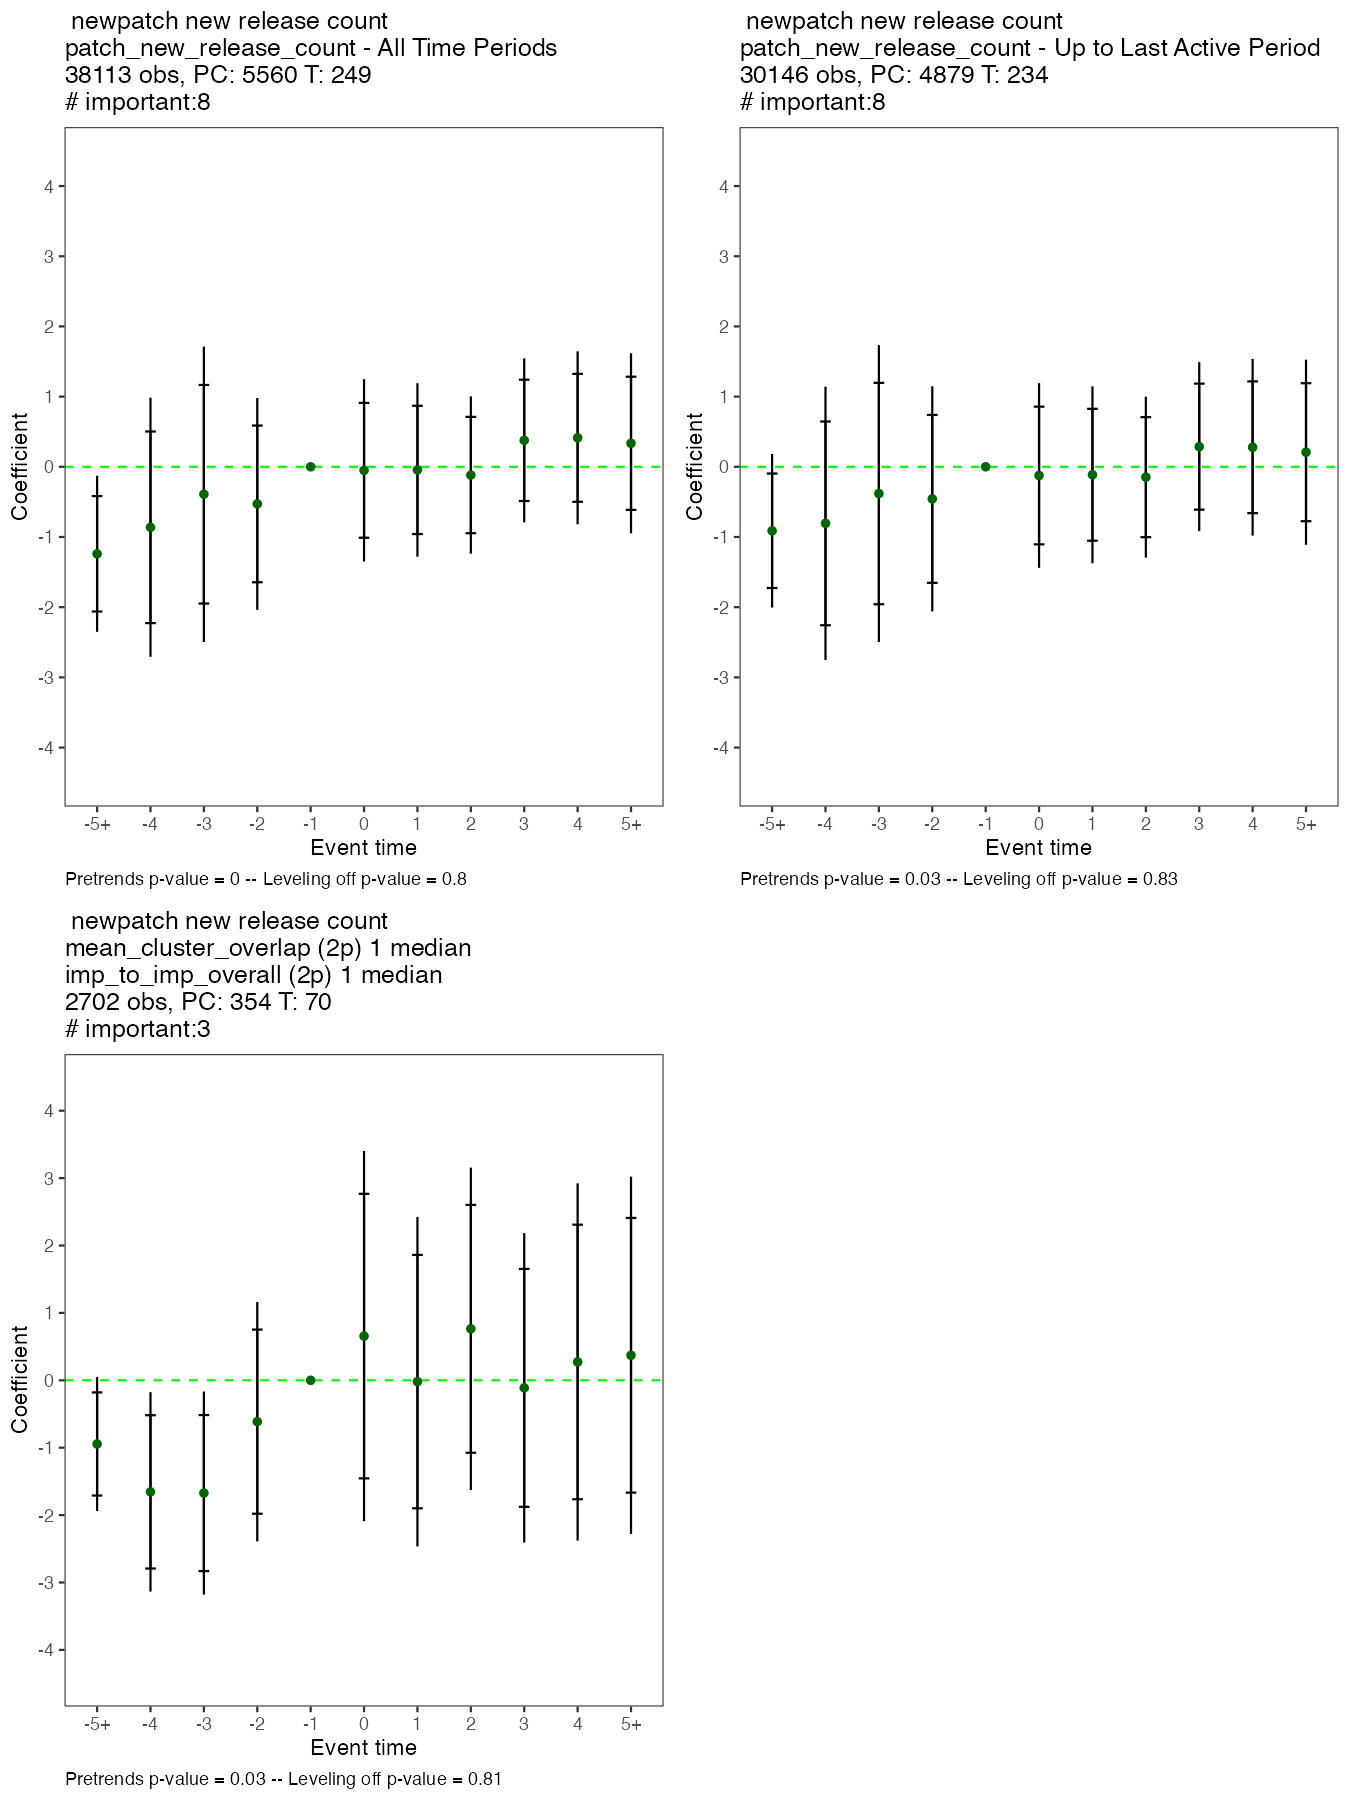 newpatch new release count
patch_new_release_count - All Time Periods
38113 obs, PC: 5560 T: 249
# important:8
4
3
2
1
0
-1
-2
-3
-4
Coefficient
-5+ -4 -3 -2 -1 0 1 2 3 4 5+
Event time
Pretrends p-value = 0 -- Leveling off p-value = 0.8
newpatch new release count
patch_new_release_count - Up to Last Active Period
30146 obs, PC: 4879 T: 234
# important:8
4
3
2
1
0
-1
-2
-3
-4
Coefficient
-5+ -4 -3 -2 -1 0 1 2 3 4 5+
Event time
Pretrends p-value = 0.03 -- Leveling off p-value = 0.83
newpatch new release count
mean_cluster_overlap (2p) 1 median
imp_to_imp_overall (2p) 1 median
2702 obs, PC: 354 T: 70
# important:3
4
3
2
1
0
-1
-2
-3
-4
Coefficient
-5+ -4 -3 -2 -1 0 1 2 3 4 5+
Event time
Pretrends p-value = 0.03 -- Leveling off p-value = 0.81